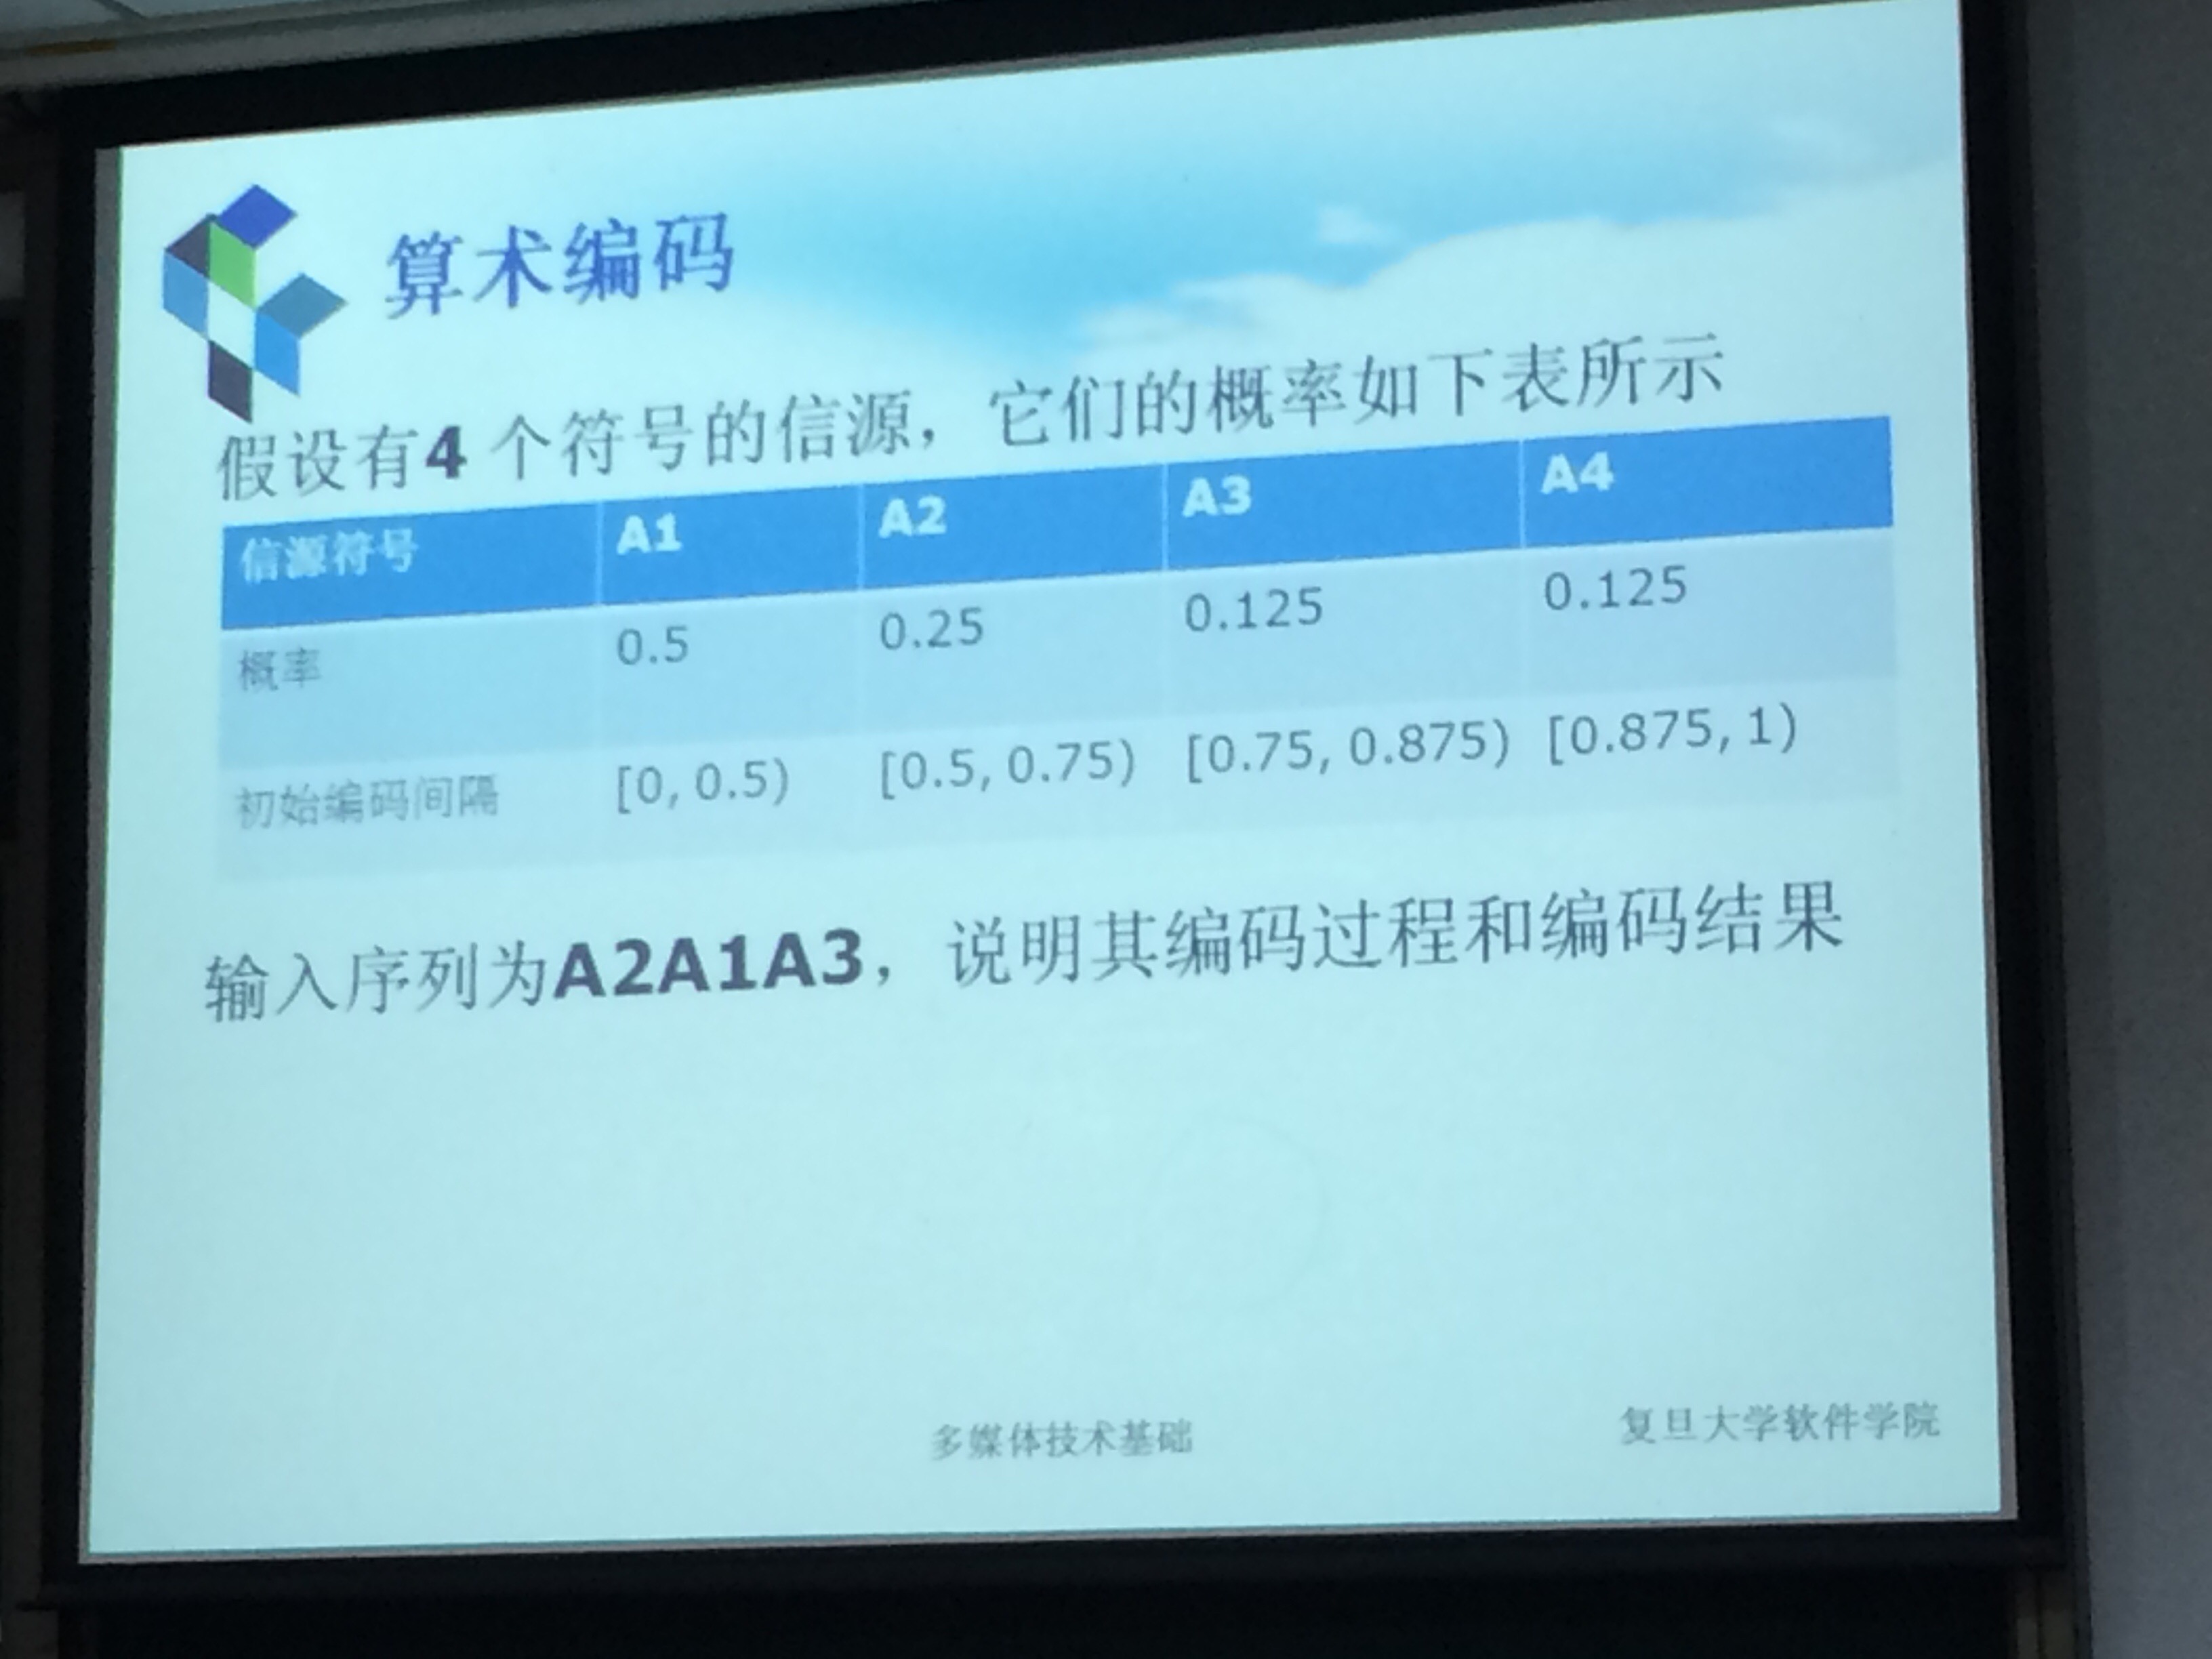 算术编码
假设有4 个符号的信源，它们的概率如下表所示
信源符号 A1 A2 A3 A4
概率 0.5 0.25 0.125 0.125
初始编码间隔 [0, 0.5) [0.5, 0.75) [0.75, 0.875) [0.875, 1)
输入序列为A2A1A3，说明其编码过程和编码结果
多媒体技术基础 复旦大学软件学院